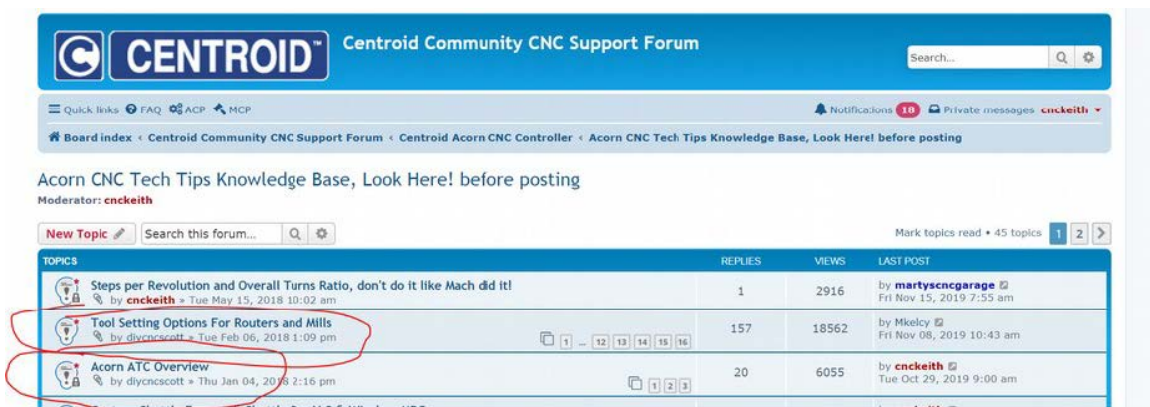 CENTROID™
Centroid Community CNC Support Forum
Search...
Quick links FAQ ACP MCP
Notifications 10 Private messages cnckeith
Board index ‹ Centroid Community CNC Support Forum ‹ Centroid Acorn CNC Controller ‹ Acorn CNC Tech Tips Knowledge Base, Look Here! before posting
Acorn CNC Tech Tips Knowledge Base, Look Here! before posting
Moderator: cnckeith
New Topic Search this forum... Mark topics read • 45 topics 1 2
TOPICS REPLIES VIEWS LAST POST
Steps per Revolution and Overall Turns Ratio, don't do it like Mach did it!
by cnckeith » Tue May 15, 2018 10:02 am
1 2916
by martyscncgarage
Fri Nov 15, 2019 7:55 am
Tool Setting Options For Routers and Mills
by diycncscott » Tue Feb 06, 2018 1:09 pm
1 … 12 13 14 15 16
157 18562
by Mkelcy
Fri Nov 08, 2019 10:43 am
Acorn ATC Overview
by diycncscott » Thu Jan 04, 2018 2:16 pm
1 2 3
20 6055
by cnckeith
Tue Oct 29, 2019 9:00 am